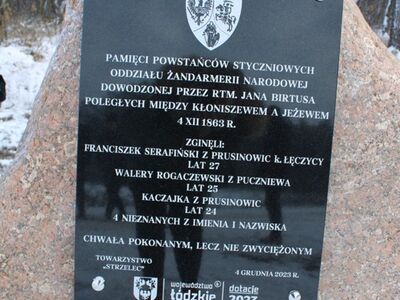 PAMIĘCI POWSTAŃCÓW STYCZNIOWYCH
ODDZIAŁU ŻANDARMERII NARODOWEJ
DOWODZONEJ PRZEZ RTM. JANA BIRTUSA
POLEGŁYCH MIĘDZY KŁONISZEWEM A JEŻEWEM
4 XII 1863 R.
ZGINĘLI:
FRANCISZEK SERAFIŃSKI Z PRUSINOWIC k. ŁĘCZYCY
LAT 27
WALERY ROGACZEWSKI Z PUCZNIEWA
LAT 25
KACZAJKA Z PRUSINOWIC
LAT 24
4 NIEZNANYCH Z IMIENIA I NAZWISKA
CHWAŁA POKONANYM, LECZ NIE ZWYCIĘŻONYM
TOWARZYSTWO
„STRZELEC”
województwo
łódzkie
dotacje
2023
4 GRUDNIA 2023 R.